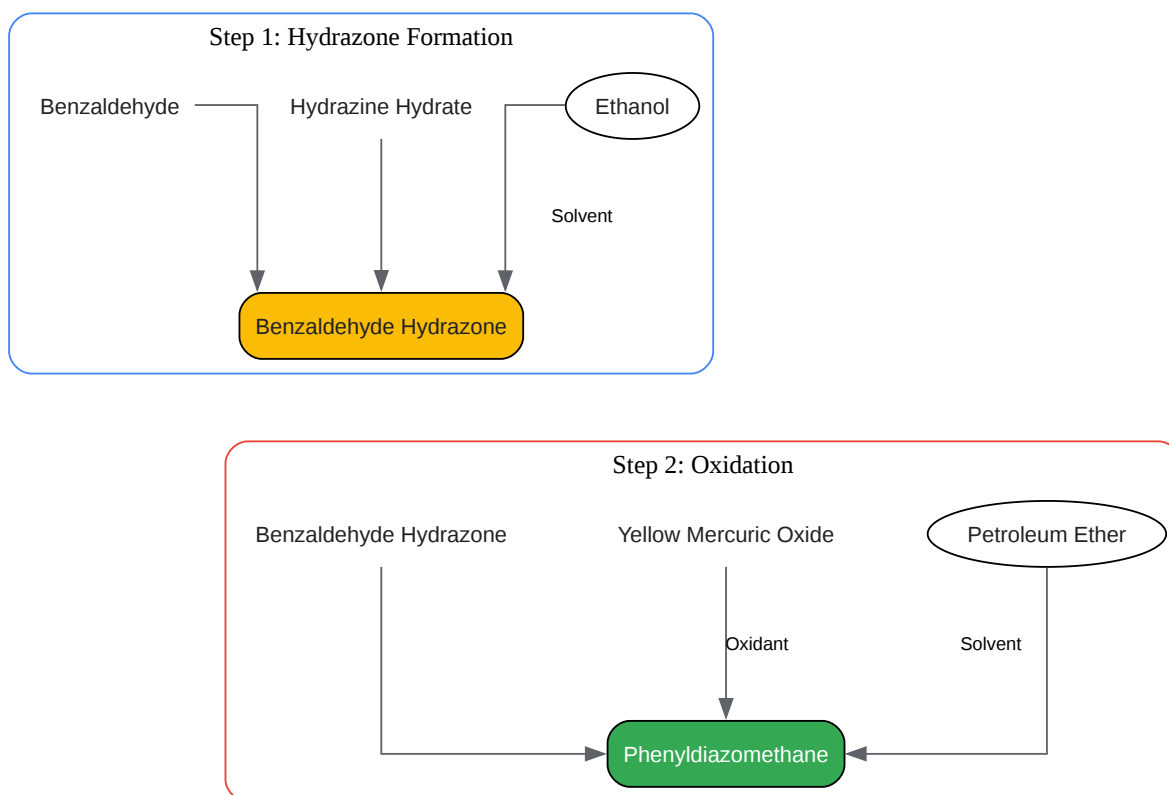 Step 1: Hydrazone Formation
Benzaldehyde
Hydrazine Hydrate
Ethanol
Solvent
Benzaldehyde Hydrazone
Step 2: Oxidation
Benzaldehyde Hydrazone
Yellow Mercuric Oxide
Petroleum Ether
Oxidant
Solvent
Phenyldiazomethane